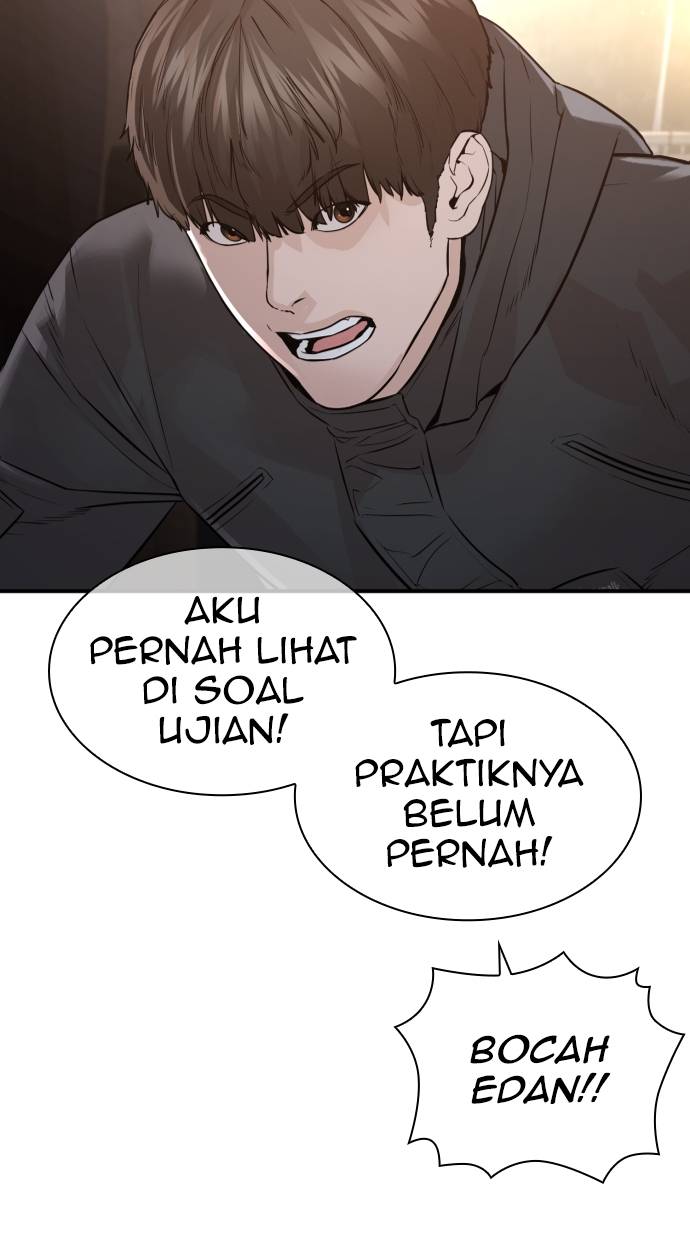 AKU
PERNAH LIHAT
DI SOAL
UJIAN!
TAPI
PRAKTIKNYA
BELUM
PERNAH!
BOCAH
EDAN!!